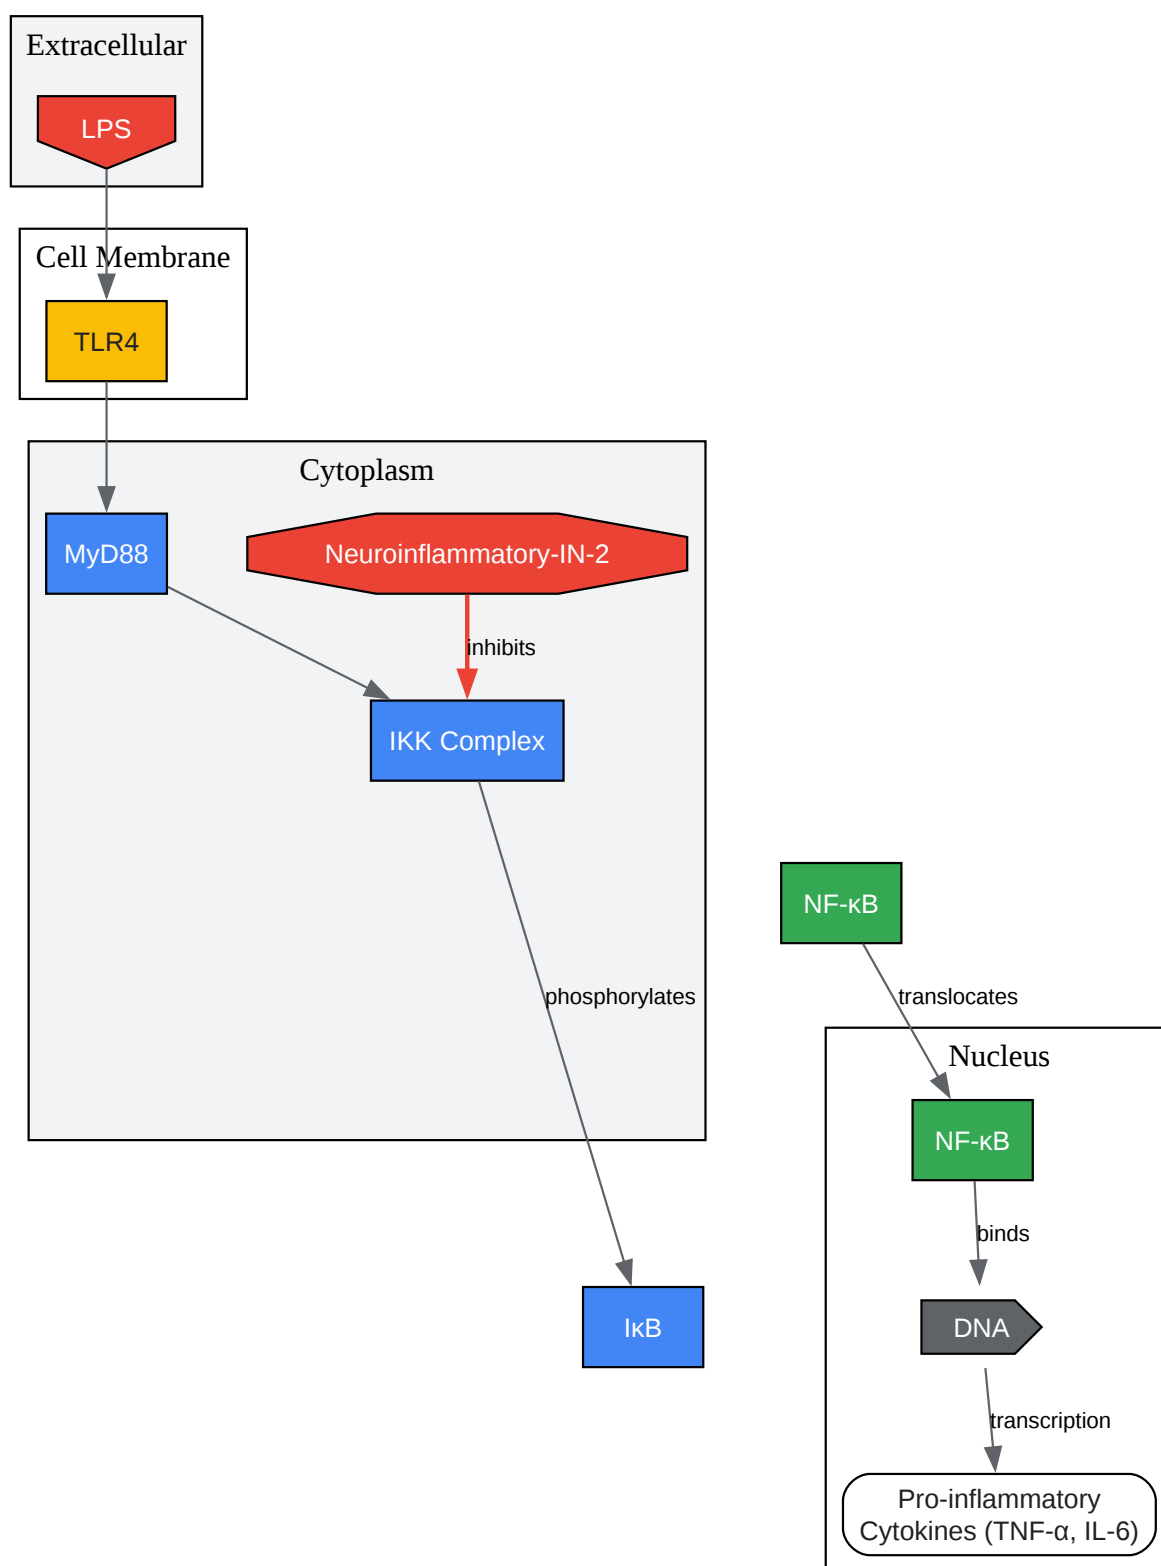 Extracellular
LPS
Cell Membrane
TLR4
Cytoplasm
MyD88
Neuroinflammatory-IN-2
inhibits
IKK Complex
NF-κB
phosphorylates
translocates
Nucleus
NF-κB
binds
IκB
DNA
transcription
Pro-inflammatory
Cytokines (TNF-α, IL-6)